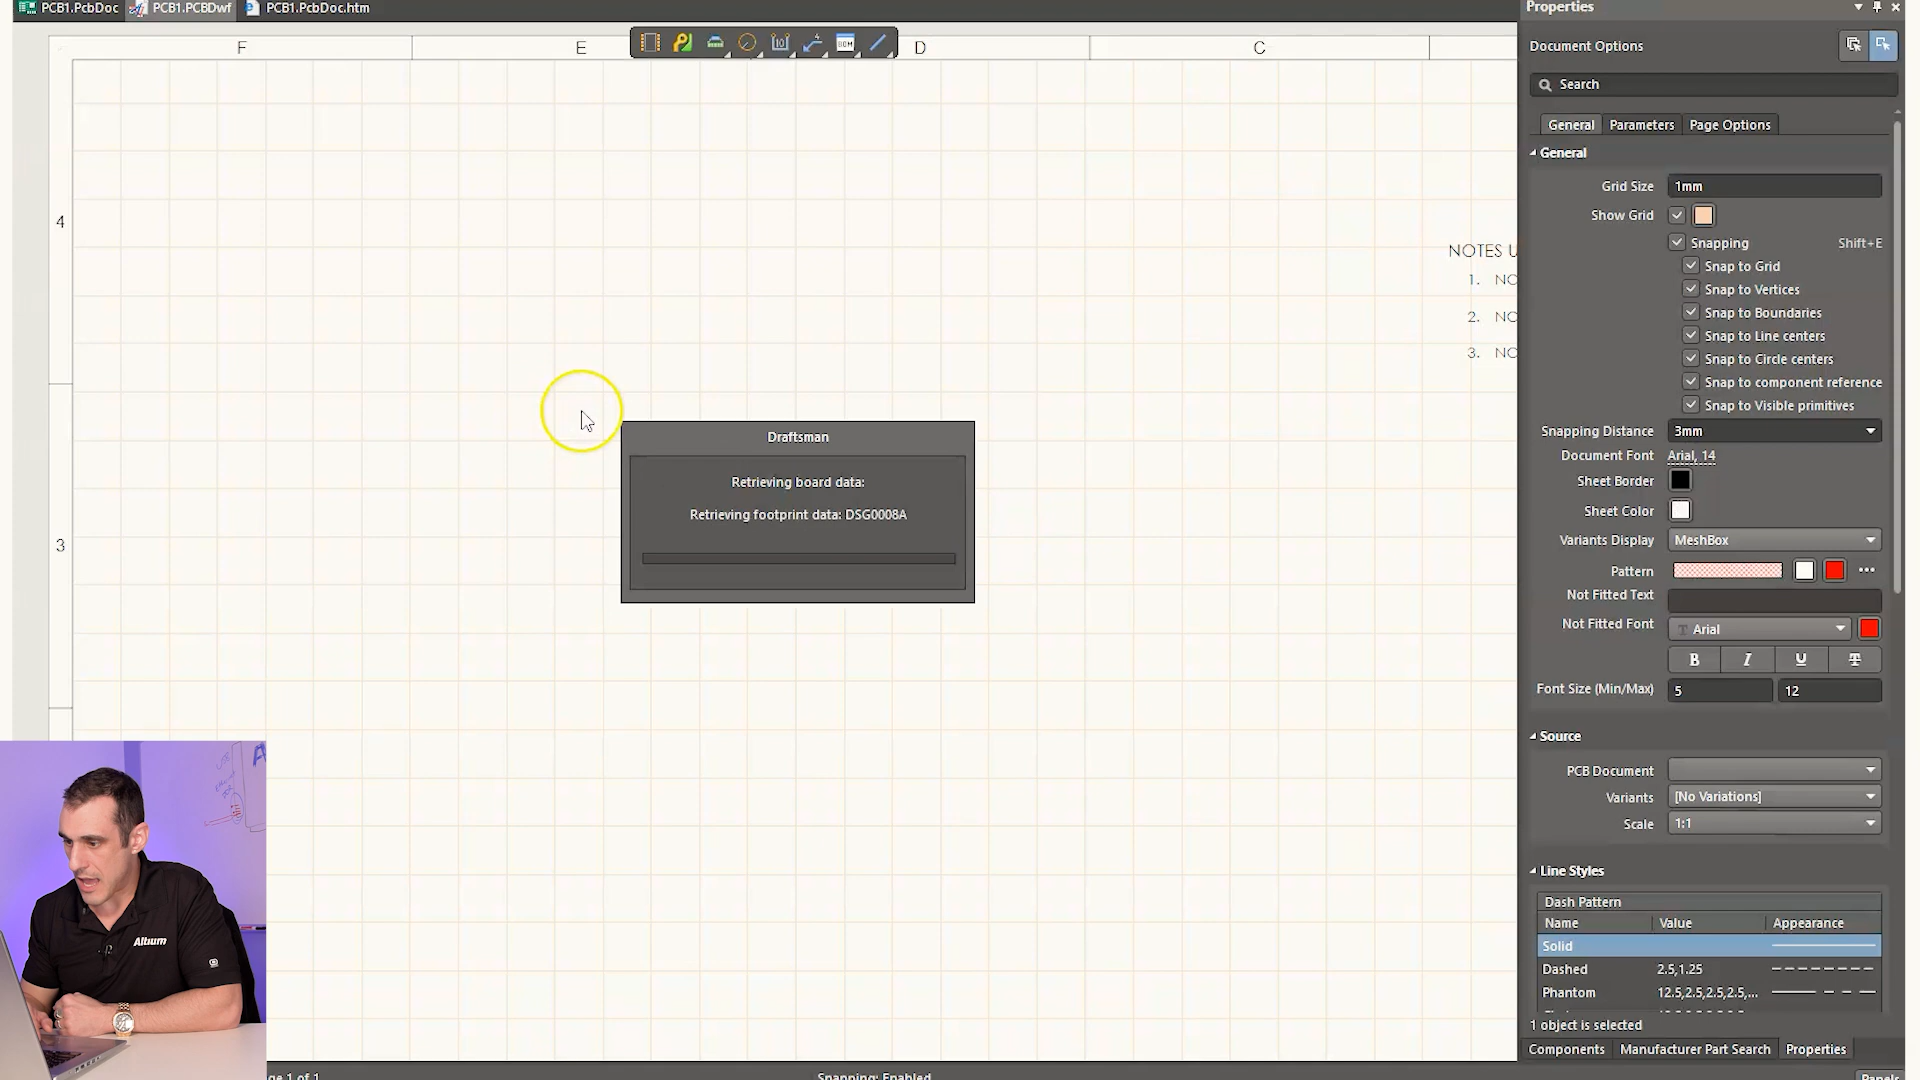 PCB1.PcbDoc
PCB1.PCBDwf
PCB1.PcbDoc.htm
F
E
D
C
4
3
BOM
NOTES U
1. NO
2. NO
3. NO
Draftsman
Retrieving board data:
Retrieving footprint data: DSG0008A
Properties
Document Options
Search
General
Parameters
Page Options
General
Grid Size 1mm
Show Grid
Snapping Shift+E
Snap to Grid
Snap to Vertices
Snap to Boundaries
Snap to Line centers
Snap to Circle centers
Snap to component reference
Snap to Visible primitives
Snapping Distance 3mm
Document Font Arial, 14
Sheet Border
Sheet Color
Variants Display MeshBox
Pattern
Not Fitted Text
Not Fitted Font T Arial
B I U T
Font Size (Min/Max) 5 12
Source
PCB Document
Variants [No Variations]
Scale 1:1
Line Styles
Dash Pattern
Name Value Appearance
Solid
Dashed 2.5,1.25
Phantom 12.5,2.5,2.5,2.5,...
1 object is selected
Components Manufacturer Part Search Properties
Panels
ge 1 of 1
Snapping: Enabled
Altium